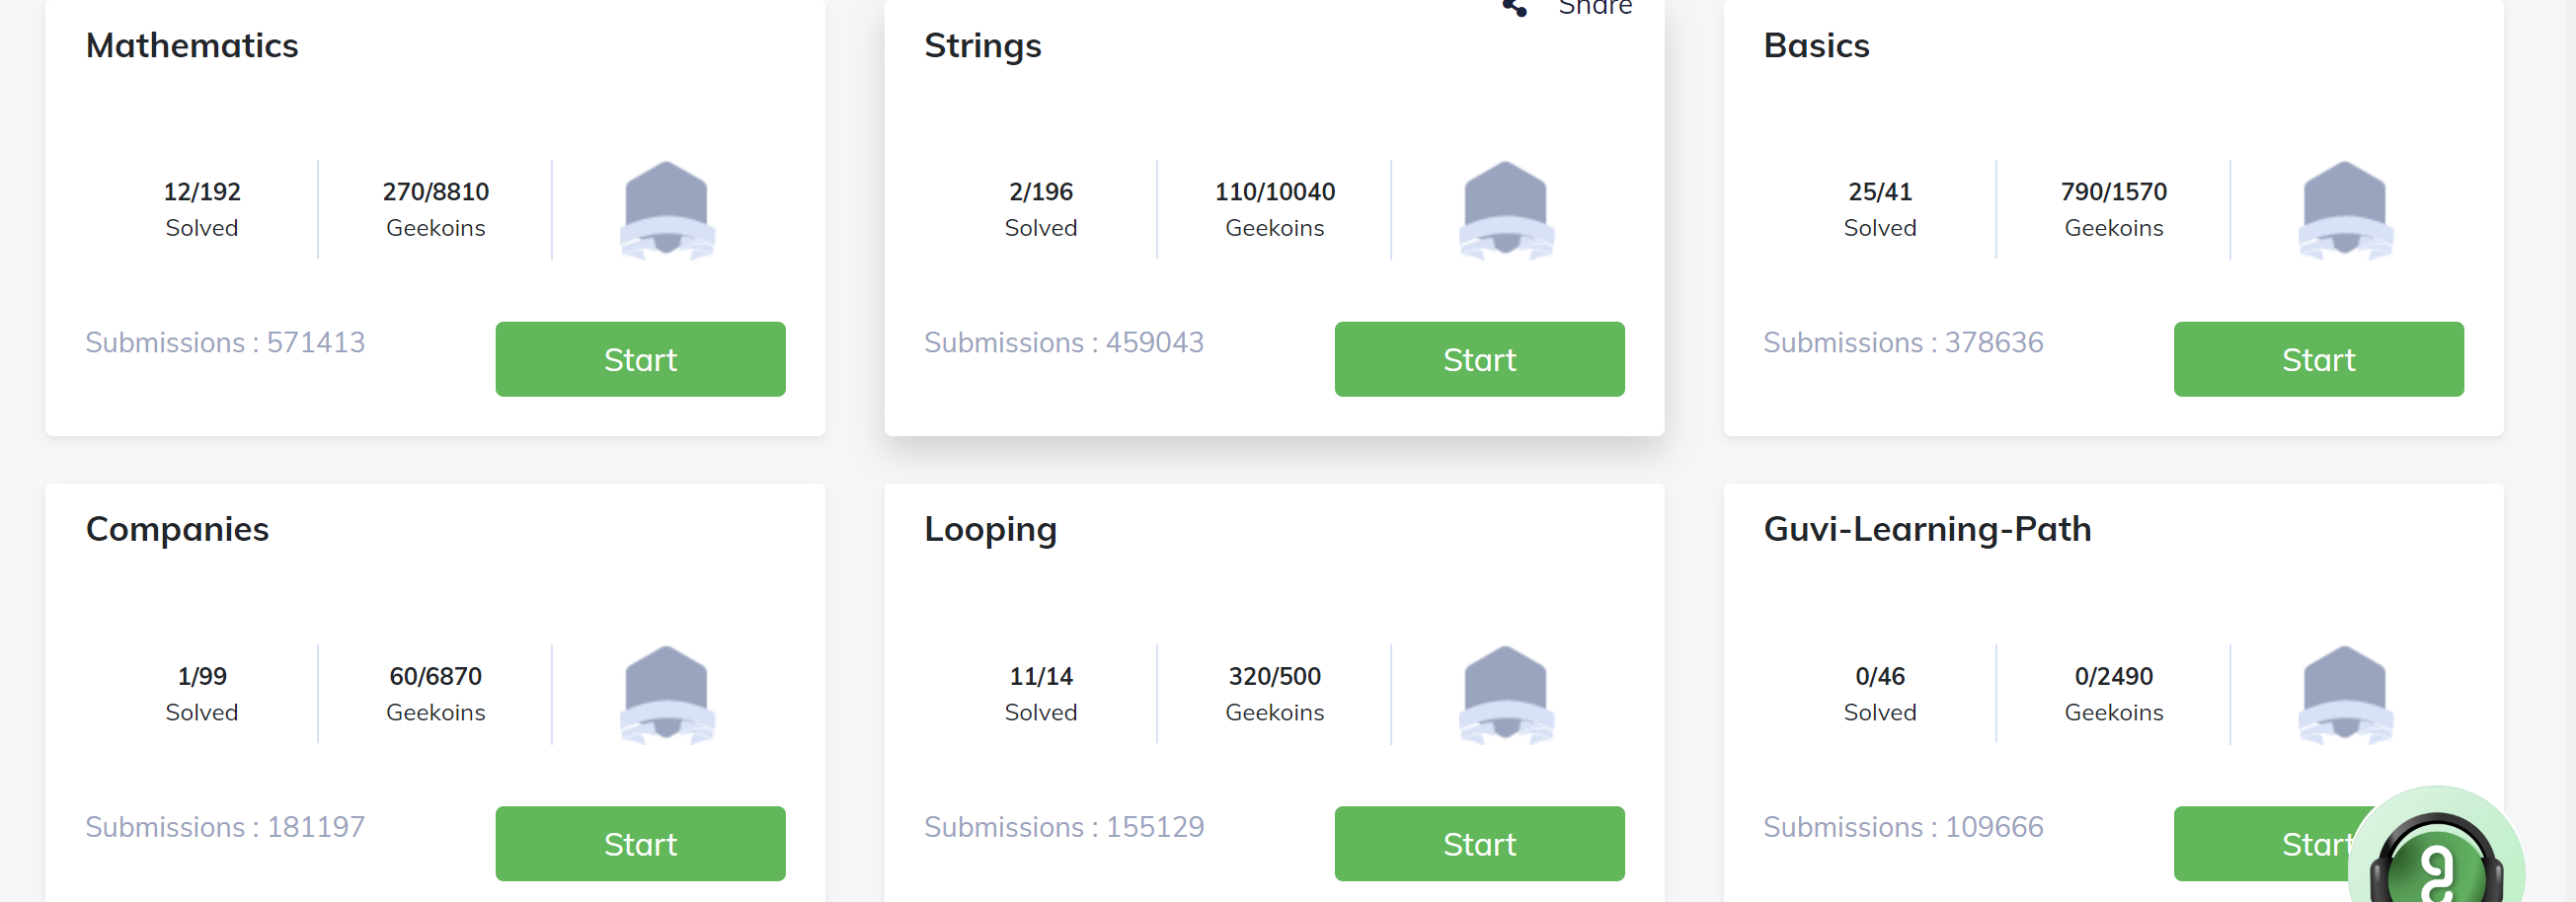 Share
Mathematics
12/192
Solved
270/8810
Geekoins
Submissions : 571413
Start
Strings
2/196
Solved
110/10040
Geekoins
Submissions : 459043
Start
Basics
25/41
Solved
790/1570
Geekoins
Submissions : 378636
Start
Companies
1/99
Solved
60/6870
Geekoins
Submissions : 181197
Start
Looping
11/14
Solved
320/500
Geekoins
Submissions : 155129
Start
Guvi-Learning-Path
0/46
Solved
0/2490
Geekoins
Submissions : 109666
Start